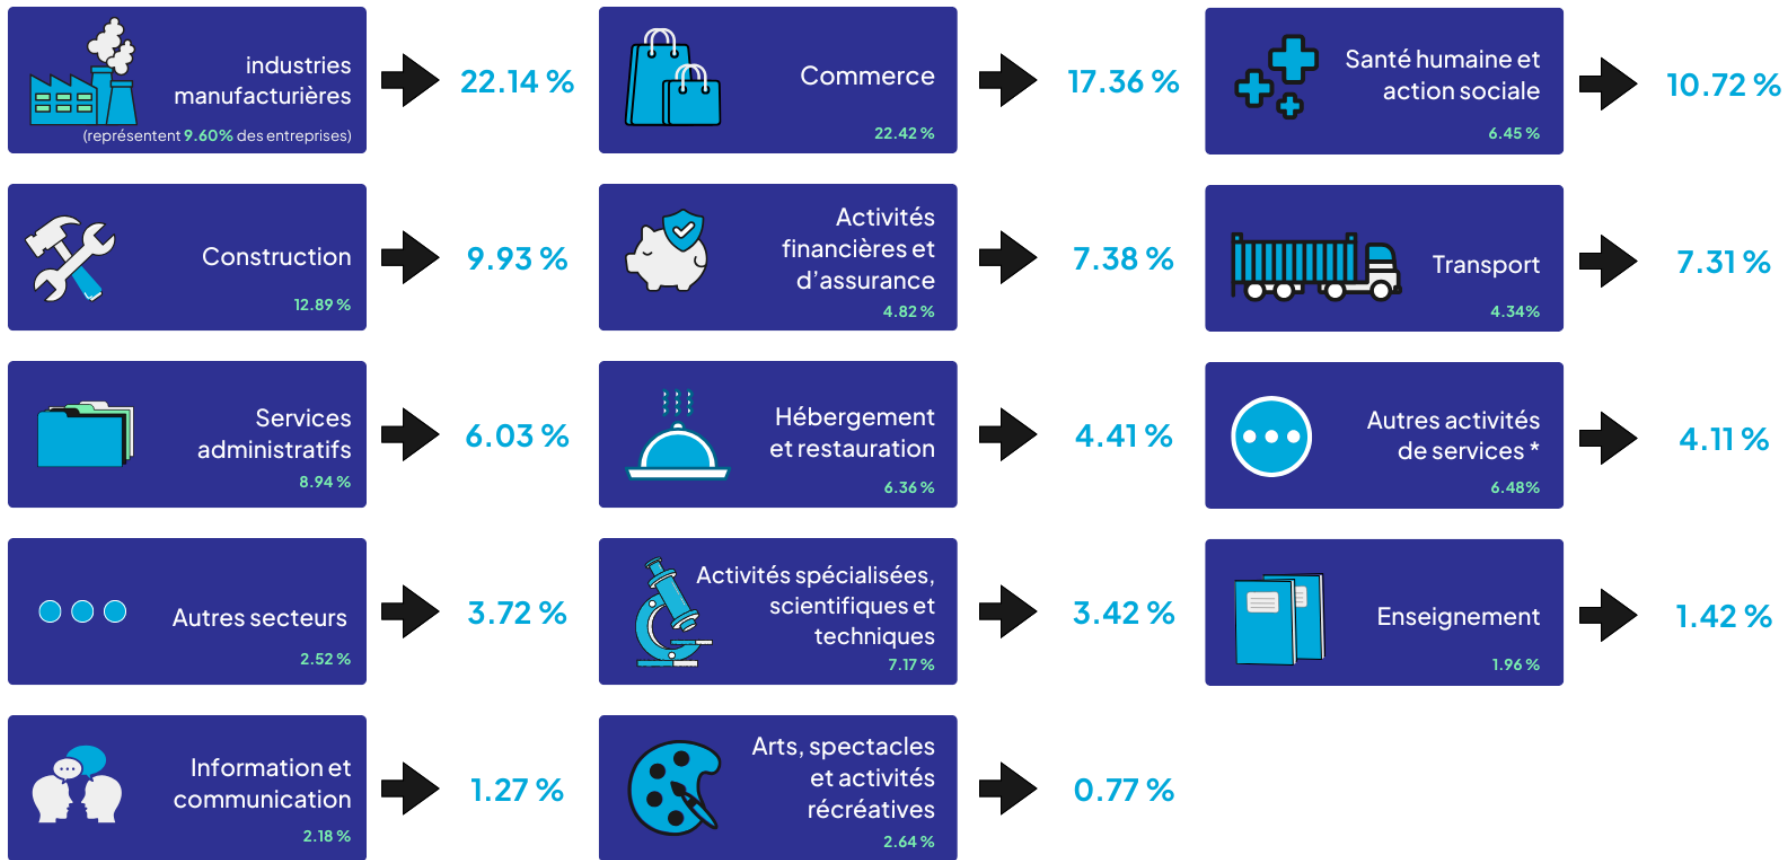 industries
manufacturières
(représentent 9.60% des entreprises)
22.14 %
Commerce
22.42 %
17.36 %
Santé humaine et
action sociale
6.45 %
10.72 %
Construction
12.89 %
9.93 %
Activités
financières et
d’assurance
4.82 %
7.38 %
Transport
4.34%
7.31 %
Services
administratifs
8.94 %
6.03 %
Hébergement
et restauration
6.36 %
4.41 %
Autres activités
de services *
6.48%
4.11 %
Autres secteurs
2.52 %
3.72 %
Activités spécialisées,
scientifiques et
techniques
7.17 %
3.42 %
Enseignement
1.96 %
1.42 %
Information et
communication
2.18 %
1.27 %
Arts, spectacles
et activités
récréatives
2.64 %
0.77 %